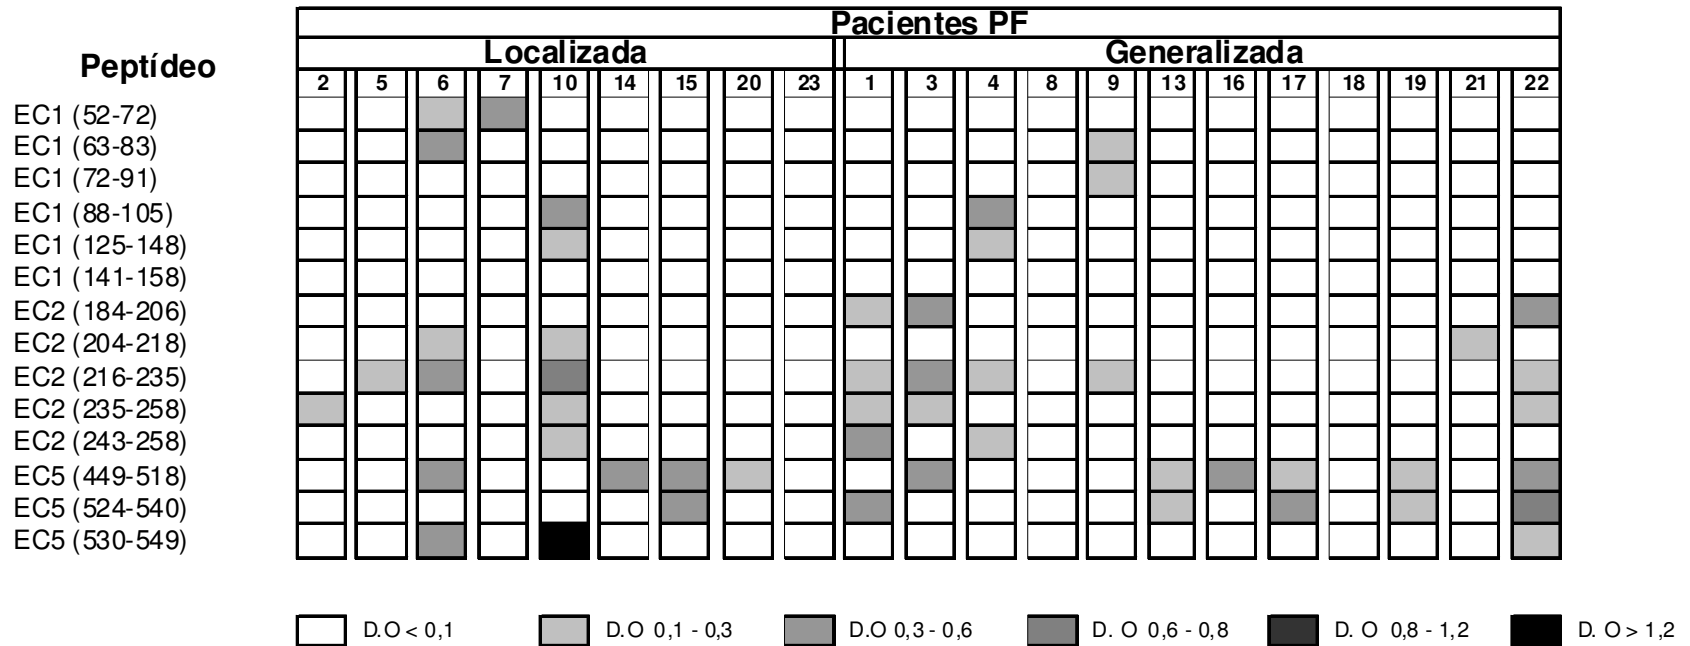 Pacientes PF
Localizada Generalizada
Peptídeo
2 5 6 7 10 14 15 20 23 1 3 4 8 9 13 16 17 18 19 21 22
EC1 (52-72)
EC1 (63-83)
EC1 (72-91)
EC1 (88-105)
EC1 (125-148)
EC1 (141-158)
EC2 (184-206)
EC2 (204-218)
EC2 (216-235)
EC2 (235-258)
EC2 (243-258)
EC5 (449-518)
EC5 (524-540)
EC5 (530-549)
D.O < 0,1 D.O 0,1 - 0,3 D.O 0,3 - 0,6 D. O 0,6 - 0,8 D. O 0,8 - 1,2 D. O > 1,2